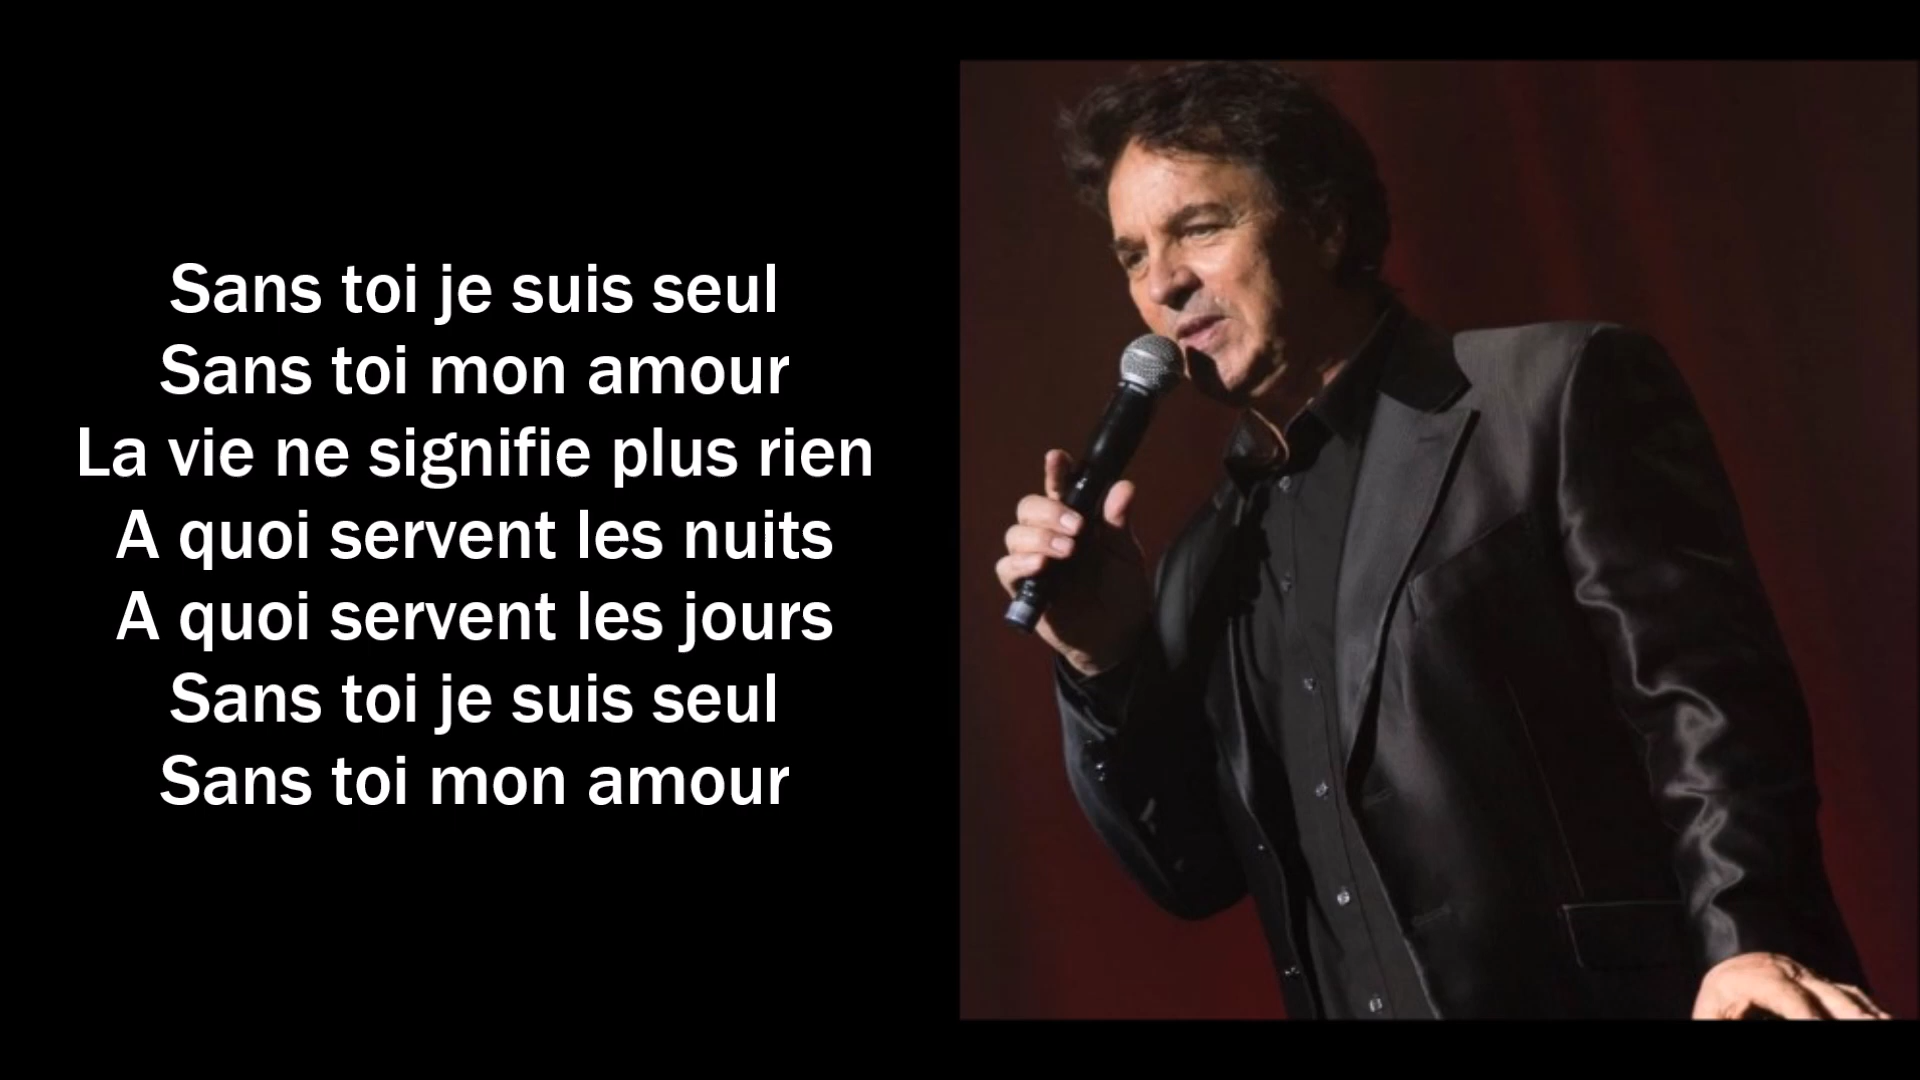 Sans toi je suis seul
Sans toi mon amour
La vie ne signifie plus rien
A quoi servent les nuits
A quoi servent les jours
Sans toi je suis seul
Sans toi mon amour